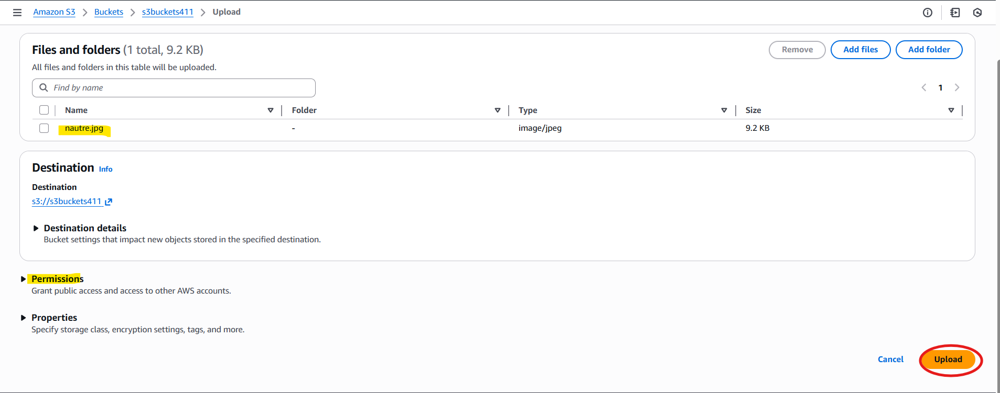 Amazon S3 > Buckets > s3buckets411 > Upload
Files and folders (1 total, 9.2 KB)
Remove
Add files
Add folder
All files and folders in this table will be uploaded.
Find by name
1
Name Folder Type Size
nautre.jpg - image/jpeg 9.2 KB
Destination Info
Destination
s3://s3buckets411
Destination details
Bucket settings that impact new objects stored in the specified destination.
Permissions
Grant public access and access to other AWS accounts.
Properties
Specify storage class, encryption settings, tags, and more.
Cancel
Upload